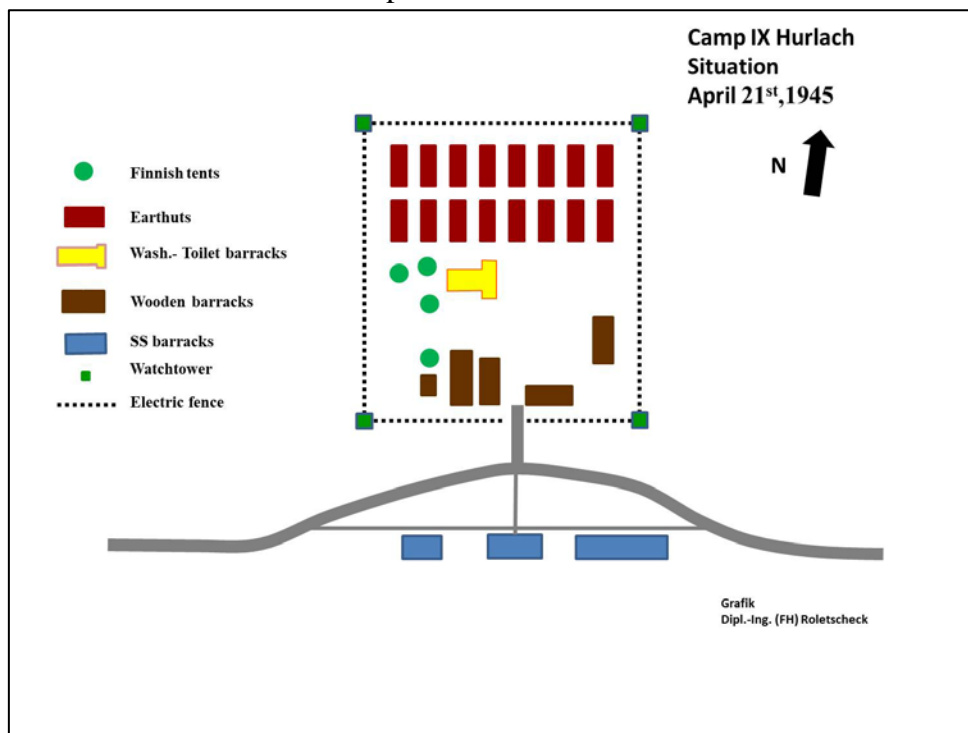 Camp IX Hurlach
Situation
April 21st,1945
N
Finnish tents
Earthuts
Wash.- Toilet barracks
Wooden barracks
SS barracks
Watchtower
Electric fence
Grafik
Dipl.-Ing. (FH) Roletscheck